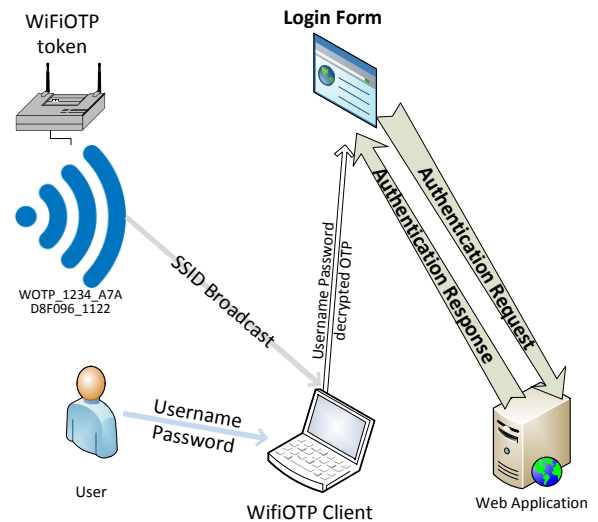 WiFiOTP
token
Login Form
WOTP_1234_A7A
D8F096_1122
SSID Broadcast
Username Password
decrypted OTP
Authentication Response
Authentication Request
Username
Password
User
WifiOTP Client
Web Application